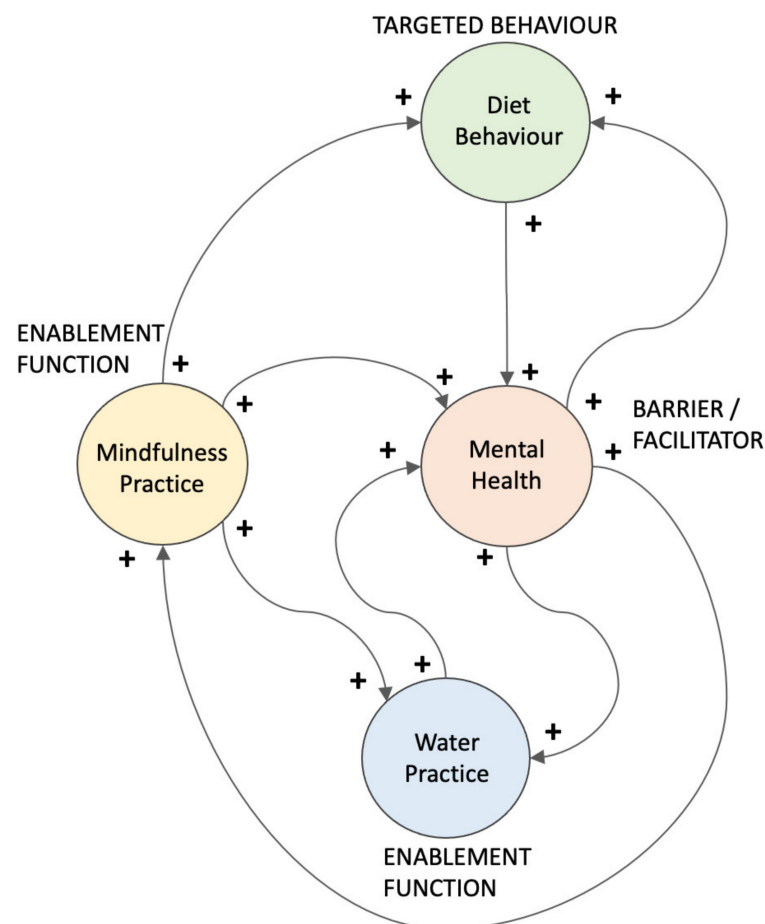 TARGETED BEHAVIOUR
+
+
Diet
Behaviour
+
ENABLEMENT
FUNCTION
+
+
+
+
+
BARRIER /
FACILITATOR
+
+
Mindfulness
Practice
Mental
Health
+
+
+
+
+
+
Water
Practice
ENABLEMENT
FUNCTION